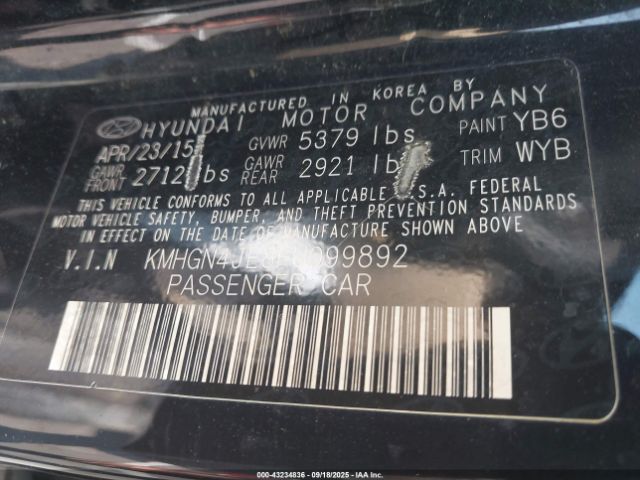 MANUFACTURED IN KOREA BY
HYUNDAI MOTOR COMPANY
APR/23/15 GVWR 5379 lbs PAINT YB6
GAWR FRONT 2712 lbs GAWR REAR 2921 lb TRIM WYB
THIS VEHICLE CONFORMS TO ALL APPLICABLE U.S.A. FEDERAL
MOTOR VEHICLE SAFETY, BUMPER, AND THEFT PREVENTION STANDARDS
IN EFFECT ON THE DATE OF MANUFACTURE SHOWN ABOVE
V.I.N
PASSENGER CAR
000-43234836 - 09/18/2025 - IAA Inc.